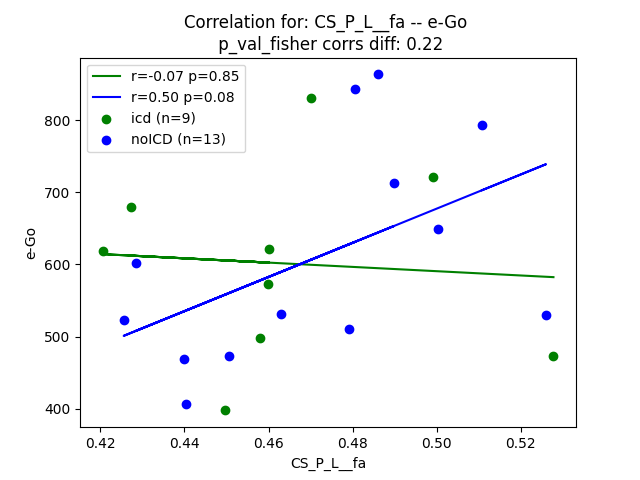 Correlation for: CS_P_L__fa -- e-Go
p_val_fisher corrs diff: 0.22
r=-0.07 p=0.85
r=0.50 p=0.08
icd (n=9)
noICD (n=13)
800
700
600
500
400
e-Go
0.42 0.44 0.46 0.48 0.50 0.52
CS_P_L__fa